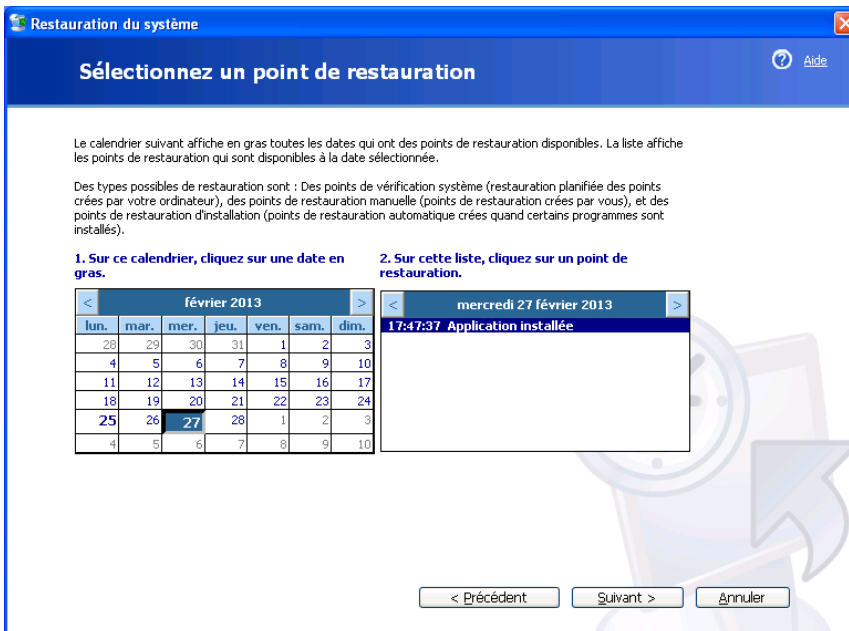 Restauration du système
Sélectionnez un point de restauration
Aide
Le calendrier suivant affiche en gras toutes les dates qui ont des points de restauration disponibles. La liste affiche
les points de restauration qui sont disponibles à la date sélectionnée.
Des types possibles de restauration sont : Des points de vérification système (restauration planifiée des points
crées par votre ordinateur), des points de restauration manuelle (points de restauration crées par vous), et des
points de restauration d'installation (points de restauration automatique crées quand certains programmes sont
installés).
1. Sur ce calendrier, cliquez sur une date en
gras.
2. Sur cette liste, cliquez sur un point de
restauration.
< février 2013 >
lun. mar. mer. jeu. ven. sam. dim.
28 29 30 31 1 2 3
4 5 6 7 8 9 10
11 12 13 14 15 16 17
18 19 20 21 22 23 24
25 26 27 28 1 2 3
4 5 6 7 8 9 10
< mercredi 27 février 2013 >
17:47:37 Application installée
< Précédent
Suivant >
Annuler